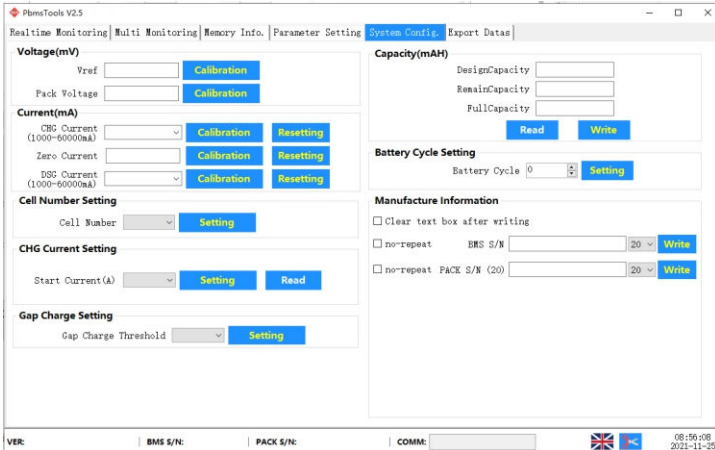 PbmsTools V2.5
Realtime Monitoring Multi Monitoring Memory Info. Parameter Setting System Config. Export Datas
Voltage(mV)
Vref Calibration
Pack Voltage Calibration
Current(mA)
CHG Current (1000-60000mA) Calibration Resetting
Zero Current Calibration Resetting
DSG Current (1000-60000mA) Calibration Resetting
Cell Number Setting
Cell Number Setting
CHG Current Setting
Start Current(A) Setting Read
Gap Charge Setting
Gap Charge Threshold Setting
Capacity(mAH)
DesignCapacity
RemainCapacity
FullCapacity
Read Write
Battery Cycle Setting
Battery Cycle 0 Setting
Manufacture Information
Clear text box after writing
no-repeat BMS S/N 20 Write
no-repeat PACK S/N (20) 20 Write
VER: BMS S/N: PACK S/N: COMM: 08:56:08
2021-11-25